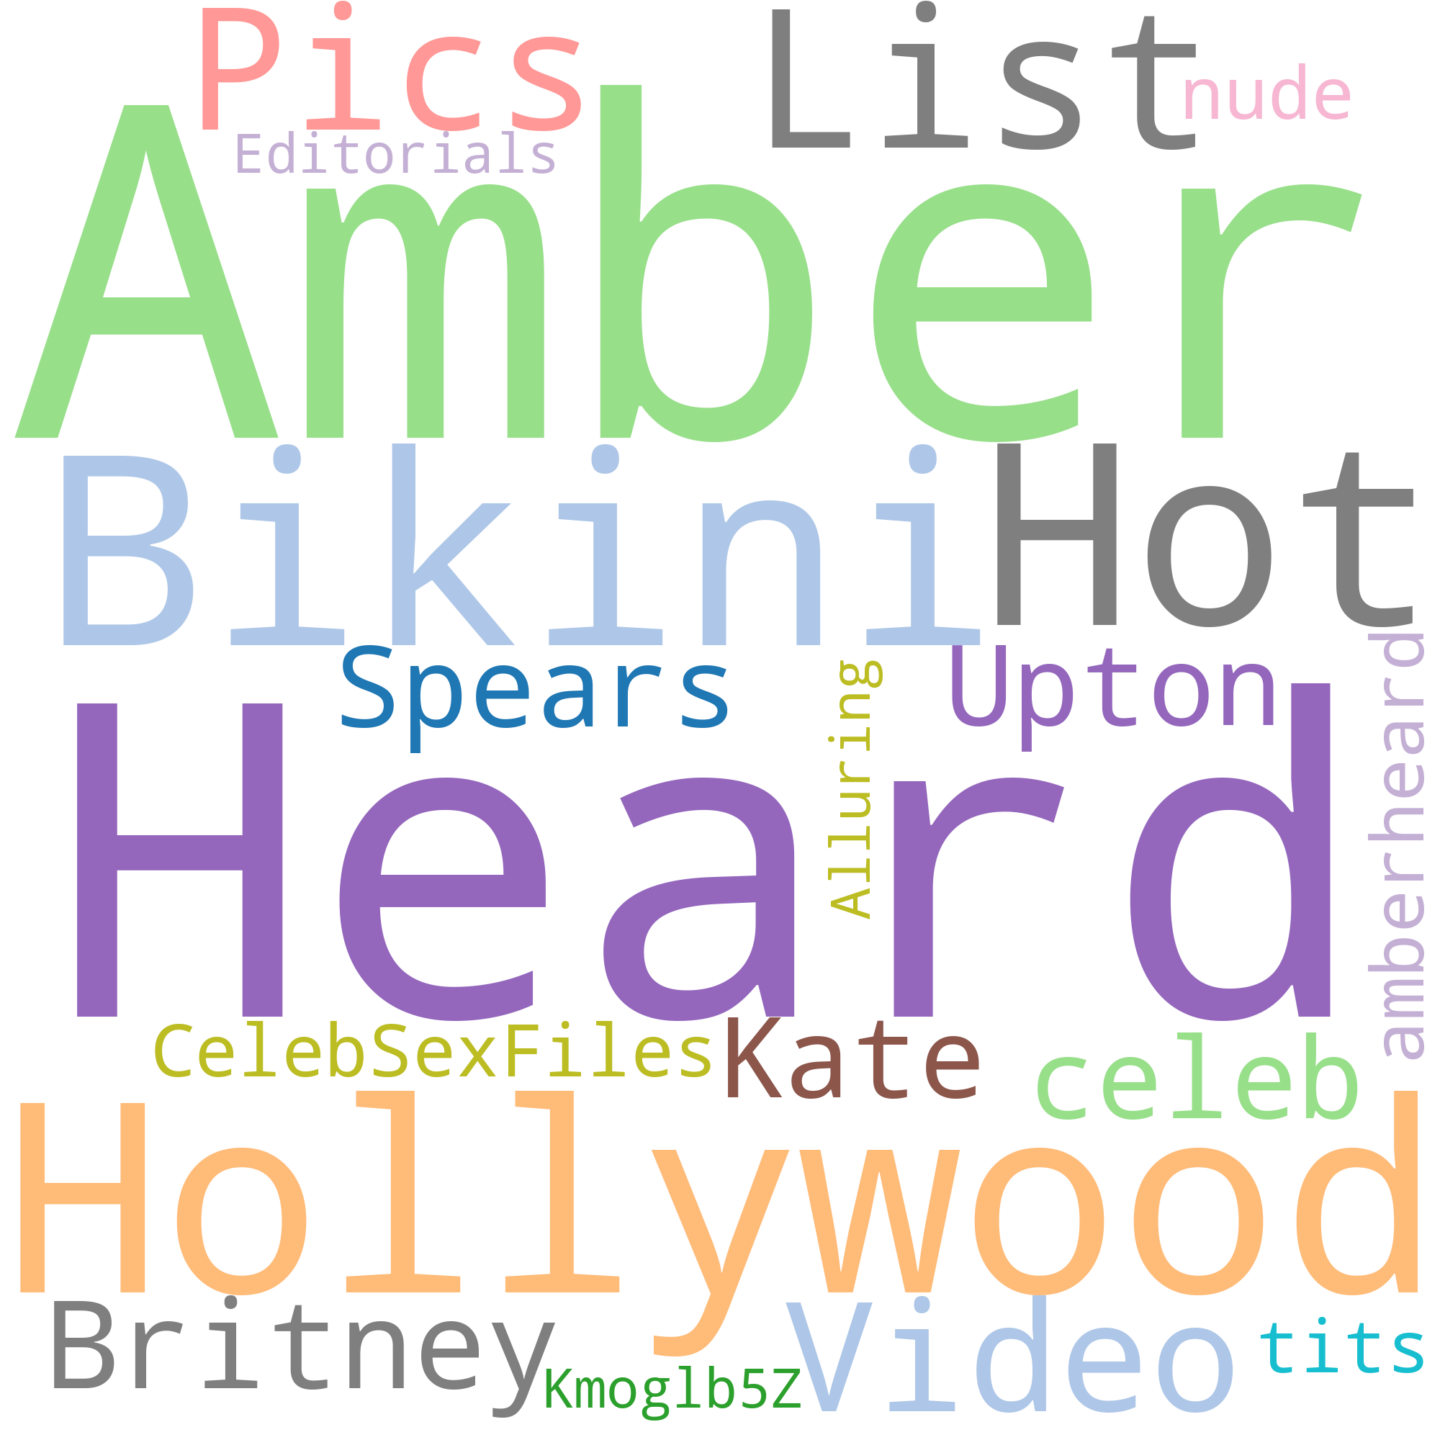 Pics
List
nude
Editorials
Amber
Bikini
Hot
Spears
Upton
Alluring
amberheard
Heard
CelebSexFiles
Kate
celeb
Hollywood
Britney
Video
tits
Kmoglb5Z